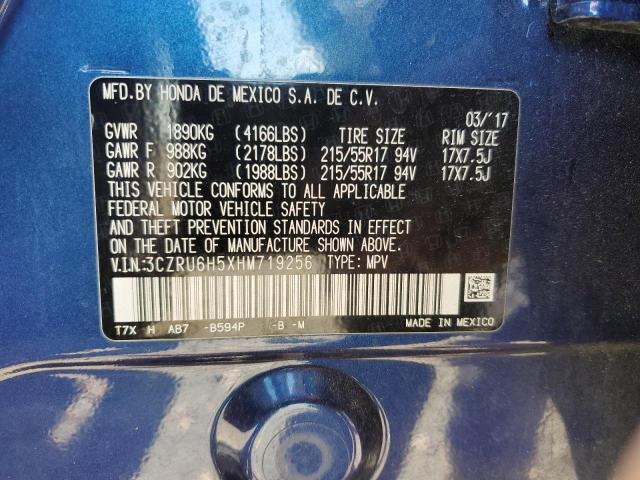 MFD.BY HONDA DE MEXICO S.A. DE C.V.
03/'17
GVWR 1890KG (4166LBS) TIRE SIZE RIM SIZE
GAWR F 988KG (2178LBS) 215/55R17 94V 17X7.5J
GAWR R 902KG (1988LBS) 215/55R17 94V 17X7.5J
THIS VEHICLE CONFORMS TO ALL APPLICABLE
FEDERAL MOTOR VEHICLE SAFETY
AND THEFT PREVENTION STANDARDS IN EFFECT
ON THE DATE OF MANUFACTURE SHOWN ABOVE.
V.I.N.:3CZRU6H5XHM719256 TYPE: MPV
T7X H AB7 -B594P -B -M MADE IN MEXICO